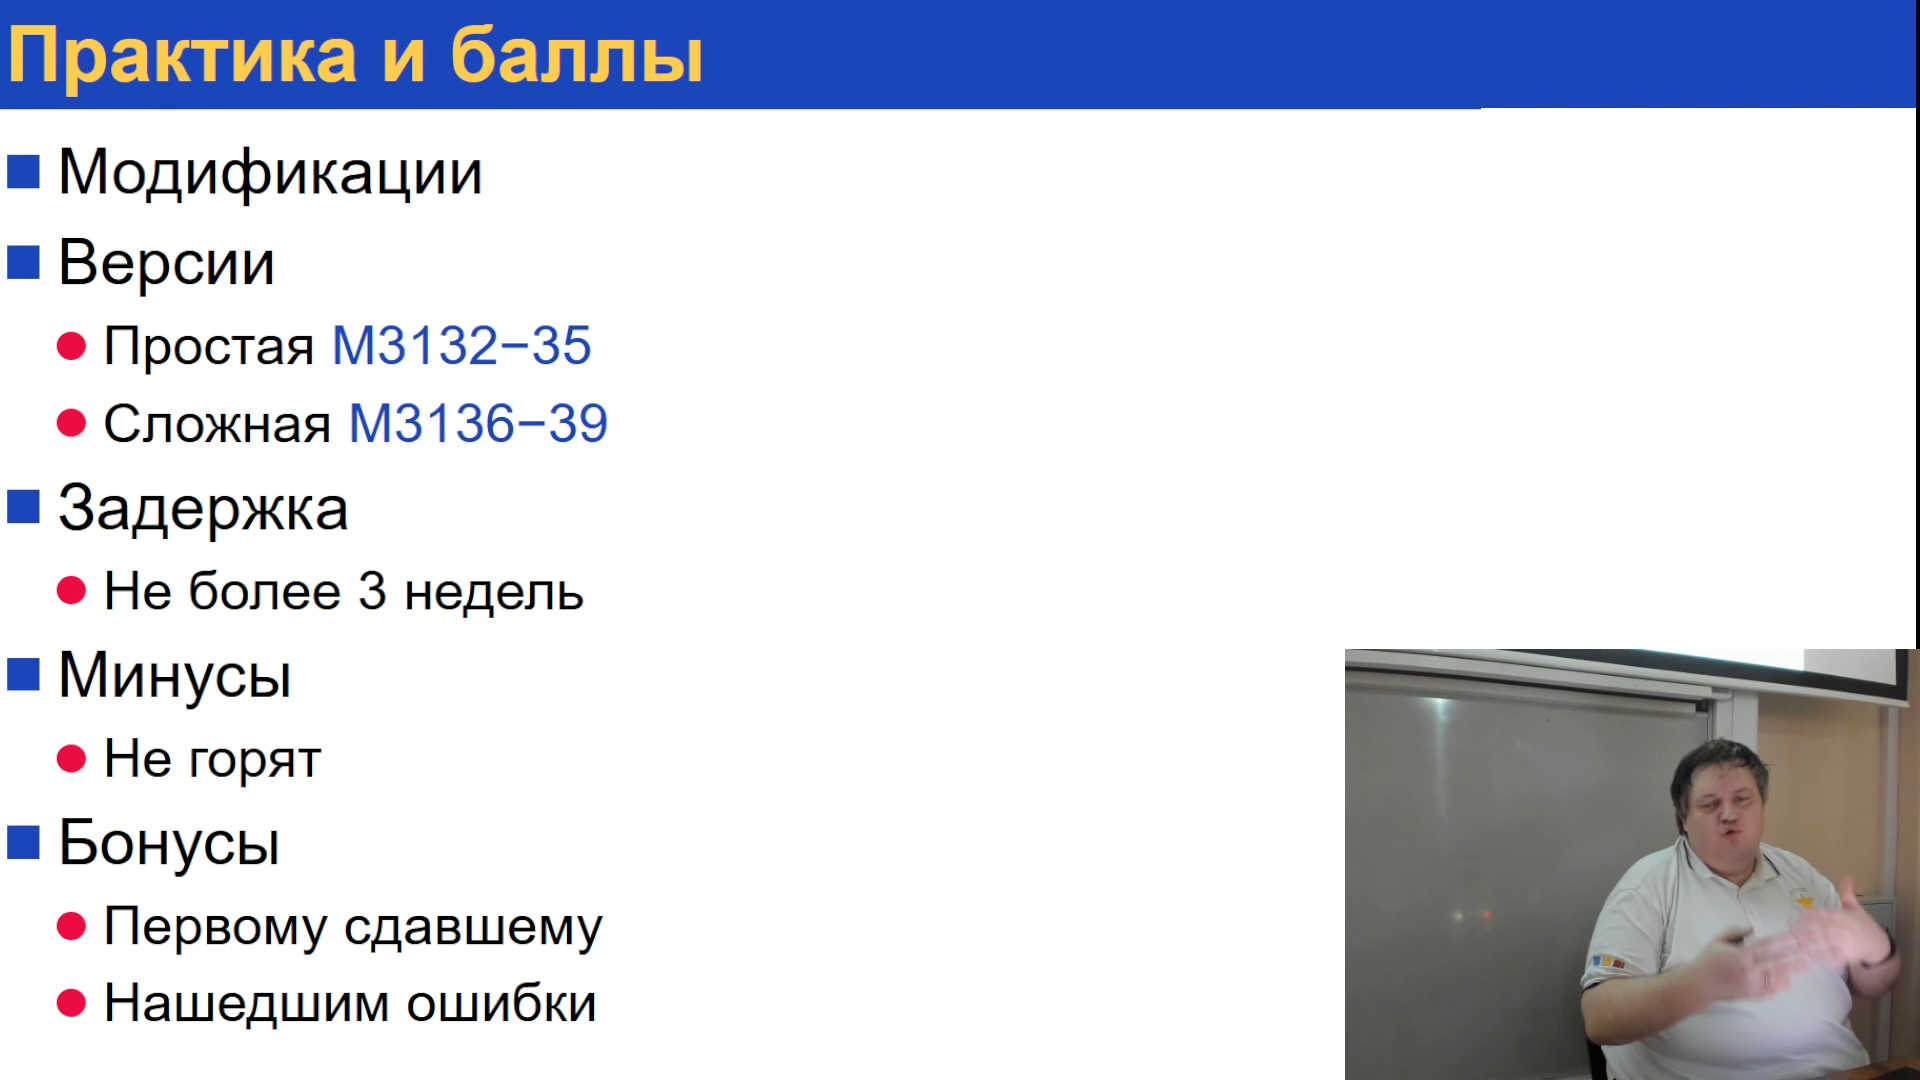 Практика и баллы
Модификации
Версии
Простая M3132−35
Сложная M3136−39
Задержка
Не более 3 недель
Минусы
Не горят
Бонусы
Первому сдавшему
Нашедшим ошибки